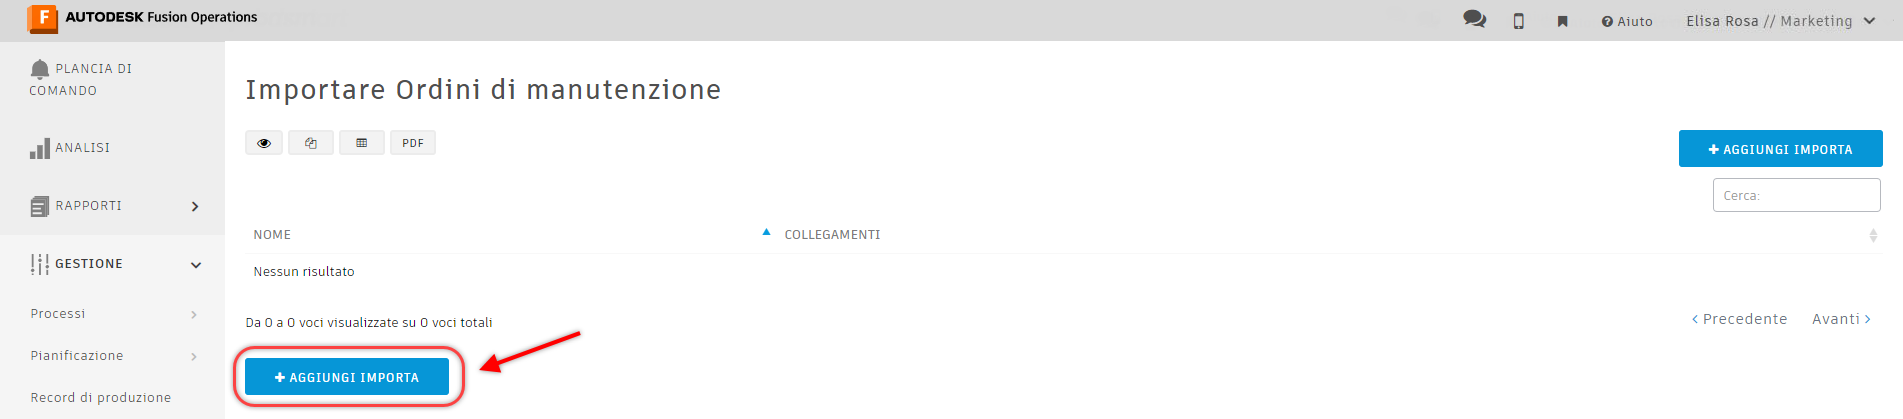 AUTODESK Fusion Operations
Aiuto
Elisa Rosa // Marketing
PLANCIA DI
COMANDO
ANALISI
RAPPORTI
GESTIONE
Processi
Pianificazione
Record di produzione
Importare Ordini di manutenzione
PDF
+ AGGIUNGI IMPORTA
Cerca:
NOME
COLLEGAMENTI
Nessun risultato
Da 0 a 0 voci visualizzate su 0 voci totali
‹ Precedente
Avanti ›
+ AGGIUNGI IMPORTA